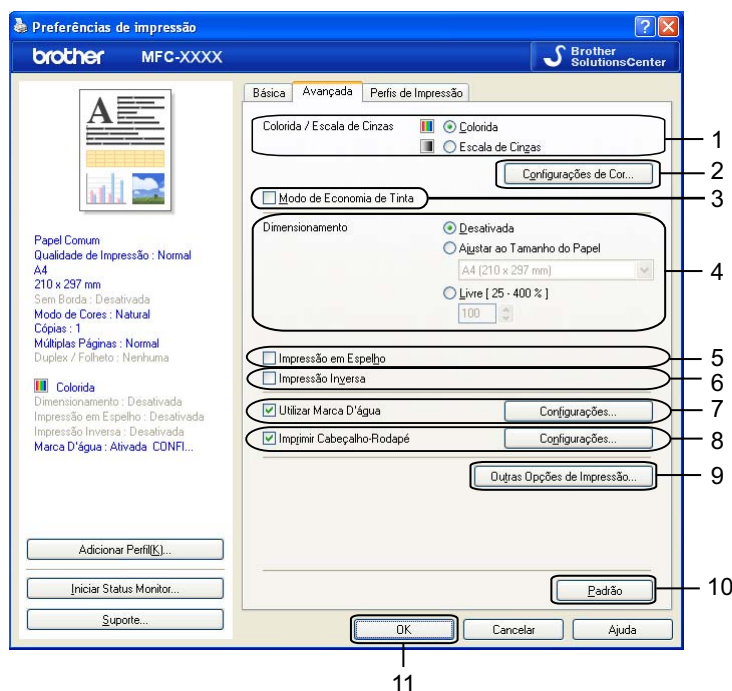 Preferências de impressão
brother MFC-XXXX
Brother
SolutionsCenter
A
Papel Comum
Qualidade de Impressão : Normal
A4
210 x 297 mm
Sem Borda : Desativada
Modo de Cores : Natural
Cópias : 1
Múltiplas Páginas : Normal
Duplex / Folheto : Nenhuma
Colorida
Dimensionamento : Desativada
Impressão em Espelho : Desativada
Impressão Inversa : Desativada
Marca D'água : Ativada CONFI...
Adicionar Perfil(K)...
Iniciar Status Monitor...
Suporte...
Básica Avançada Perfis de Impressão
Colorida / Escala de Cinzas Colorida
Escala de Cinzas
1
Configurações de Cor... 2
Modo de Economia de Tinta 3
Dimensionamento Desativada
Ajustar ao Tamanho do Papel
A4 (210 x 297 mm)
4
Livre [ 25 - 400 % ]
100
Impressão em Espelho 5
Impressão Inversa 6
Utilizar Marca D'água Configurações... 7
Imprimir Cabeçalho-Rodapé Configurações... 8
Outras Opções de Impressão... 9
Padrão 10
OK Cancelar Ajuda
11